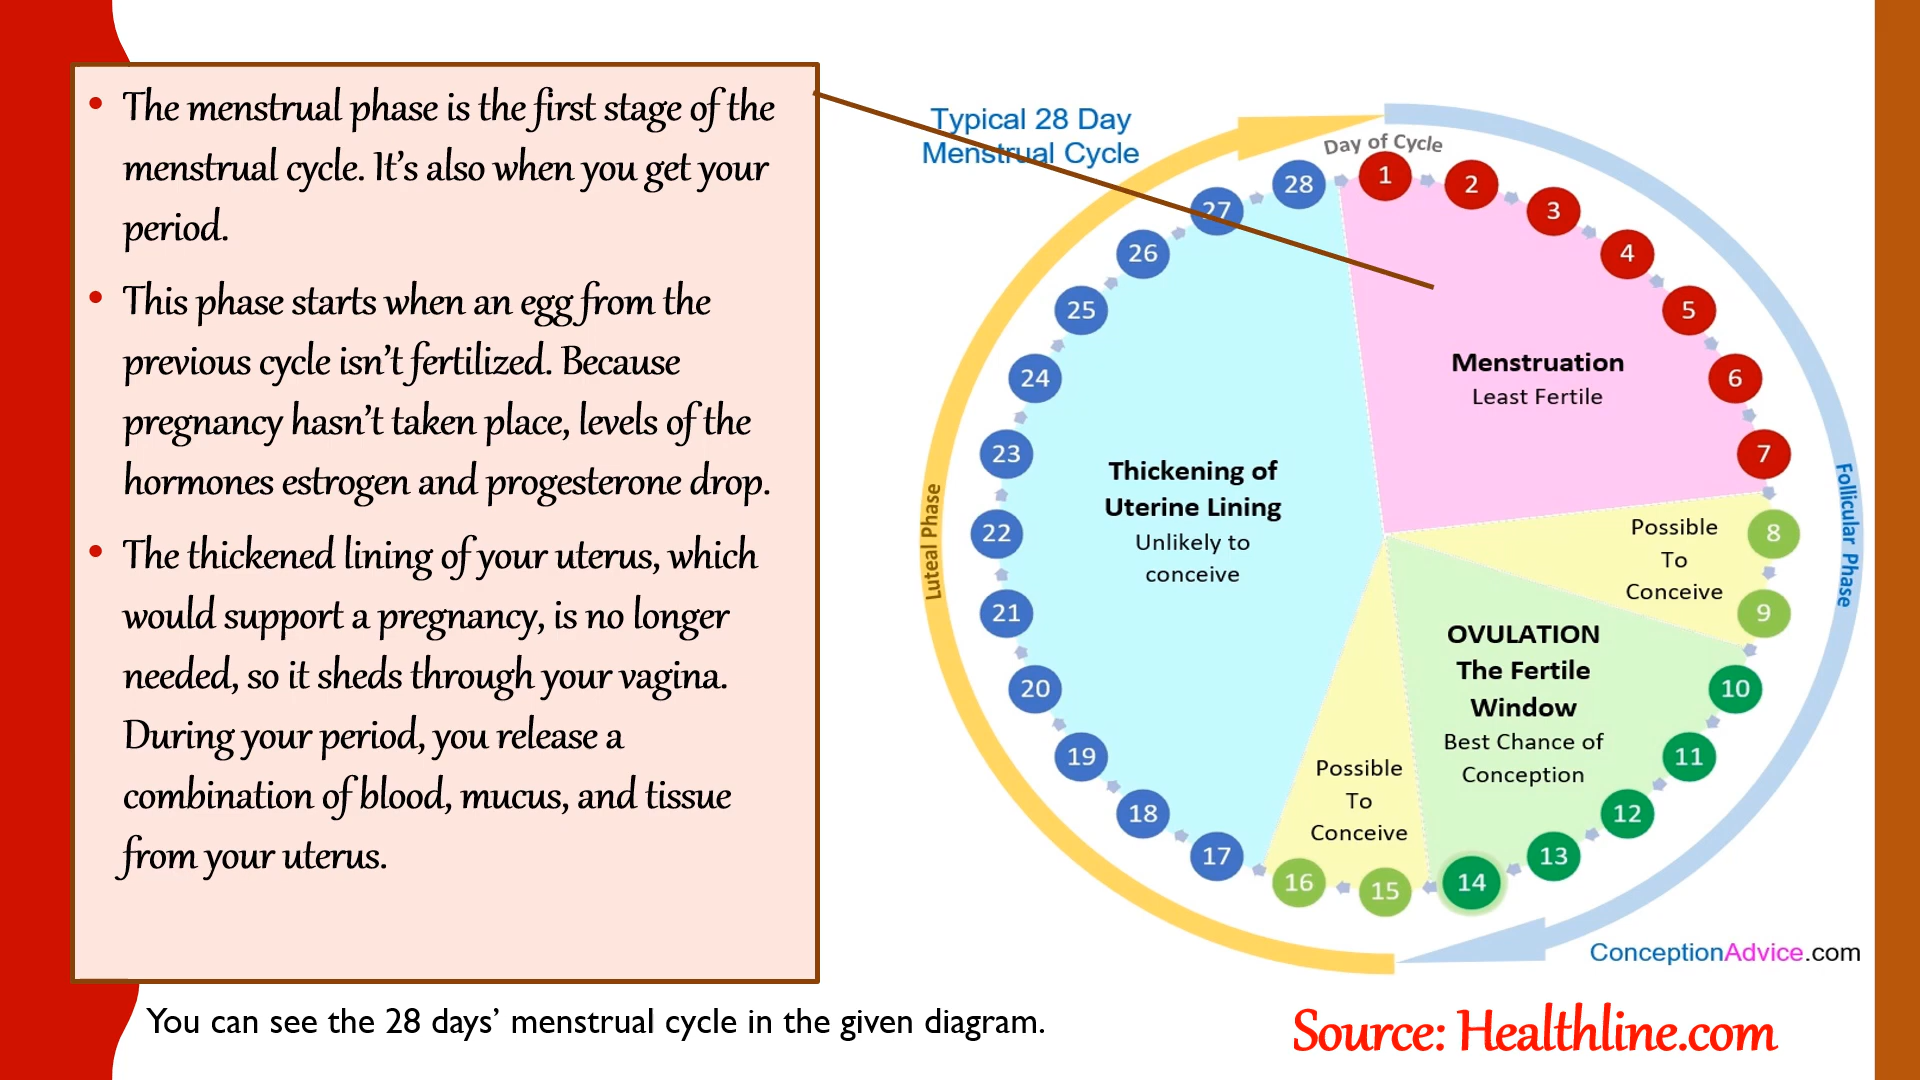 • The menstrual phase is the first stage of the
menstrual cycle. It’s also when you get your
period.
• This phase starts when an egg from the
previous cycle isn’t fertilized. Because
pregnancy hasn’t taken place, levels of the
hormones estrogen and progesterone drop.
• The thickened lining of your uterus, which
would support a pregnancy, is no longer
needed, so it sheds through your vagina.
During your period, you release a
combination of blood, mucus, and tissue
from your uterus.
Typical 28 Day
Menstrual Cycle
Day of Cycle
1
2
3
4
5
6
7
8
9
10
11
12
13
14
15
16
17
18
19
20
21
22
23
24
25
26
27
28
Menstruation
Least Fertile
Possible
To
Conceive
OVULATION
The Fertile
Window
Best Chance of
Conception
Possible
To
Conceive
Thickening of
Uterine Lining
Unlikely to
conceive
Luteal Phase
Follicular Phase
ConceptionAdvice.com
You can see the 28 days’ menstrual cycle in the given diagram.
Source: Healthline.com